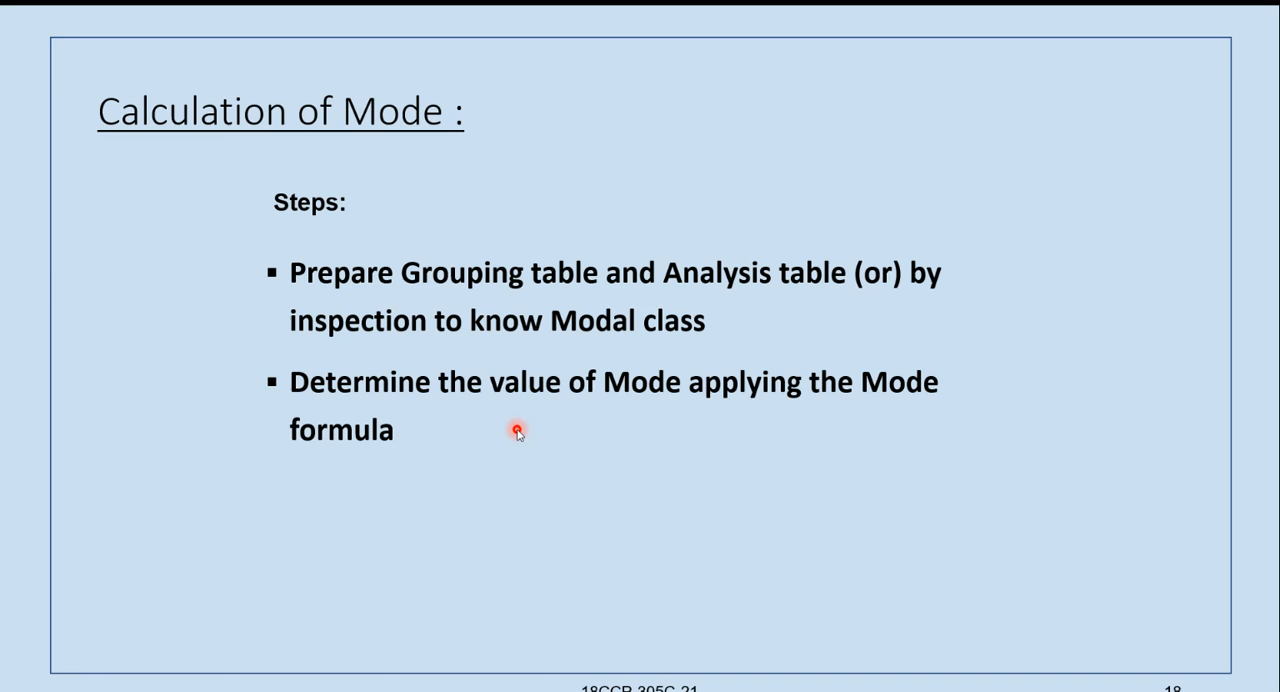 Calculation of Mode :
Steps:
▪ Prepare Grouping table and Analysis table (or) by
inspection to know Modal class
▪ Determine the value of Mode applying the Mode
formula
18